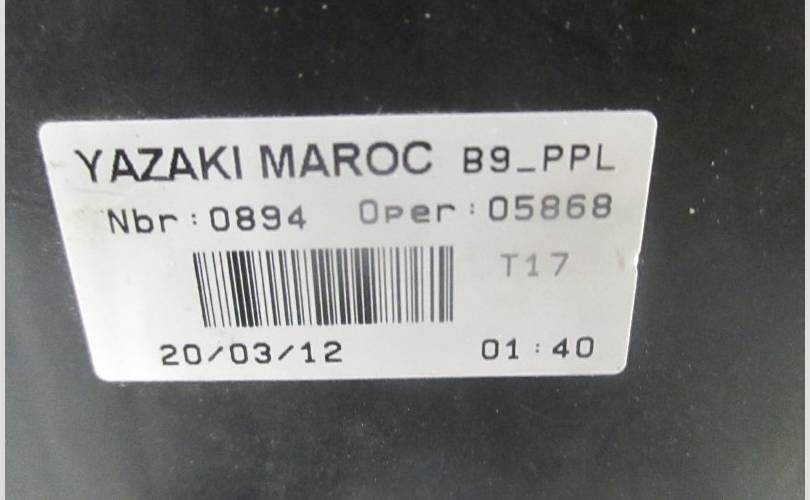 YAZAKI MAROC B9_PPL
Nbr:0894 Oper:05868
T17
20/03/12 01:40